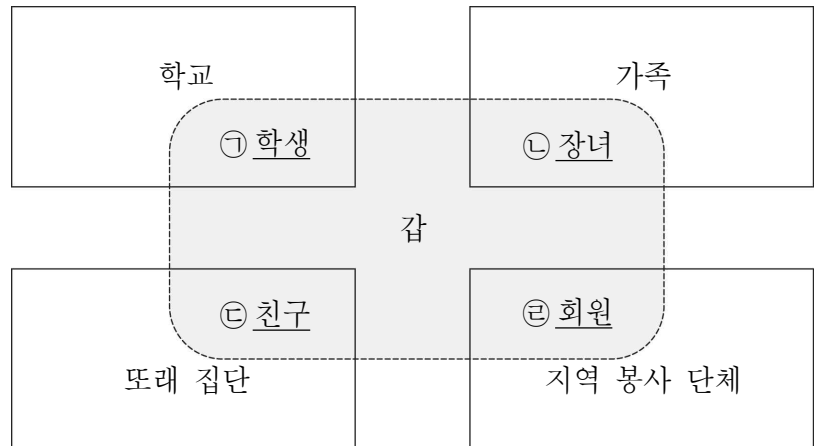 학교
가족
㉠ 학생
㉡ 장녀
갑
㉢ 친구
㉣ 회원
또래 집단
지역 봉사 단체